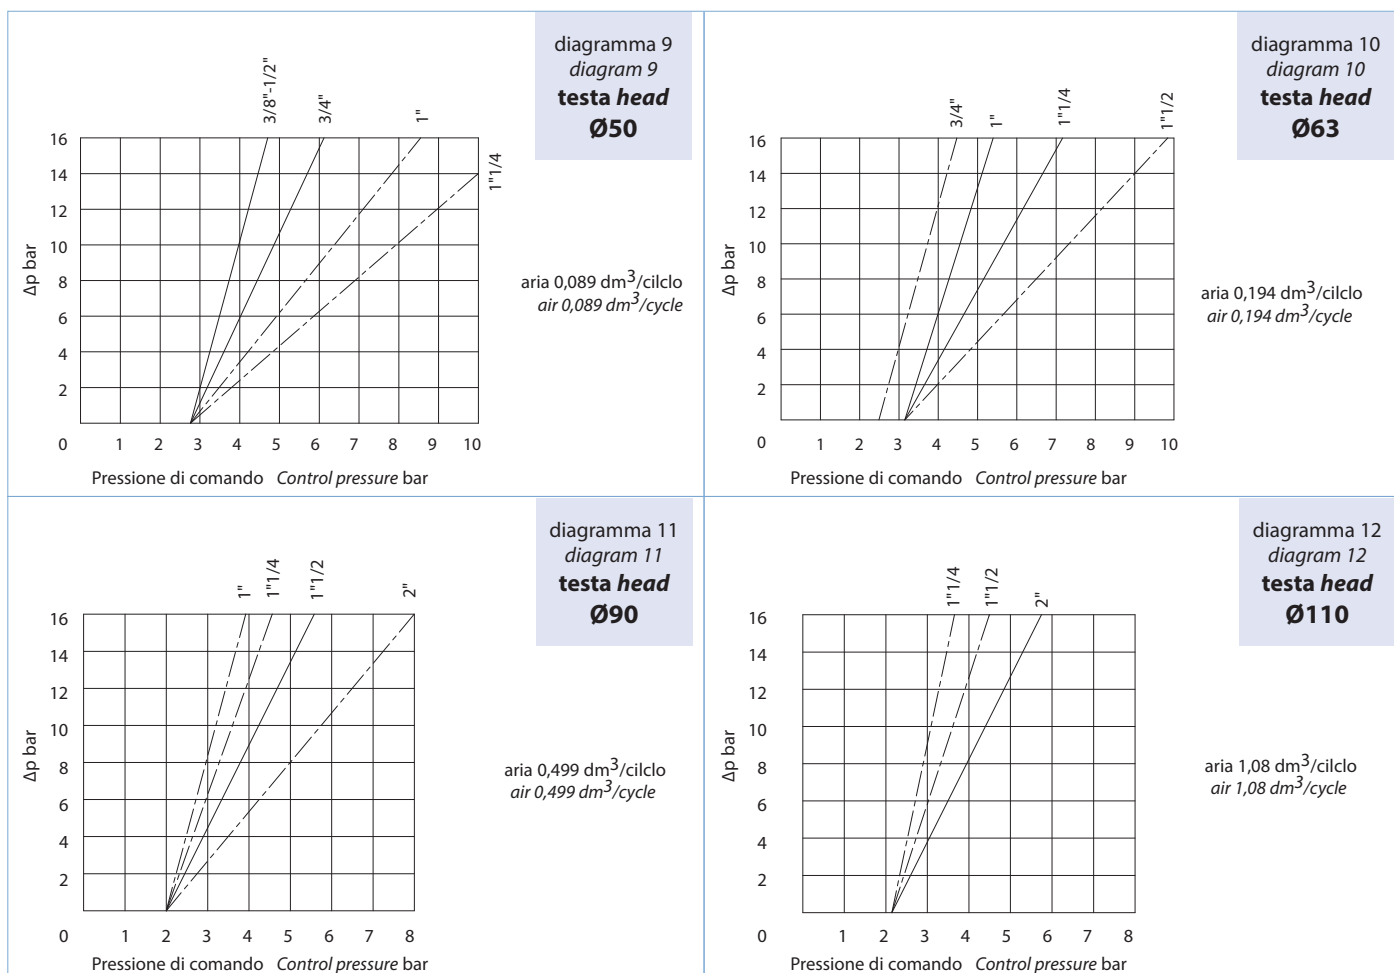 diagramma 9
diagram 9
testa head
Ø50
3/8"-1/2"
3/4"
1"
1"1/4
16
14
12
10
8
6
4
2
0 1 2 3 4 5 6 7 8 9 10
Δp bar
Pressione di comando Control pressure bar
aria 0,089 dm³/cilclo
air 0,089 dm³/cycle
diagramma 10
diagram 10
testa head
Ø63
3/4"
1"
1"1/4
1"1/2
16
14
12
10
8
6
4
2
0 1 2 3 4 5 6 7 8 9 10
Δp bar
Pressione di comando Control pressure bar
aria 0,194 dm³/cilclo
air 0,194 dm³/cycle
diagramma 11
diagram 11
testa head
Ø90
1"
1"1/4
1"1/2
2"
16
14
12
10
8
6
4
2
0 1 2 3 4 5 6 7 8
Δp bar
Pressione di comando Control pressure bar
aria 0,499 dm³/cilclo
air 0,499 dm³/cycle
diagramma 12
diagram 12
testa head
Ø110
1"1/4
1"1/2
2"
16
14
12
10
8
6
4
2
0 1 2 3 4 5 6 7 8
Δp bar
Pressione di comando Control pressure bar
aria 1,08 dm³/cilclo
air 1,08 dm³/cycle